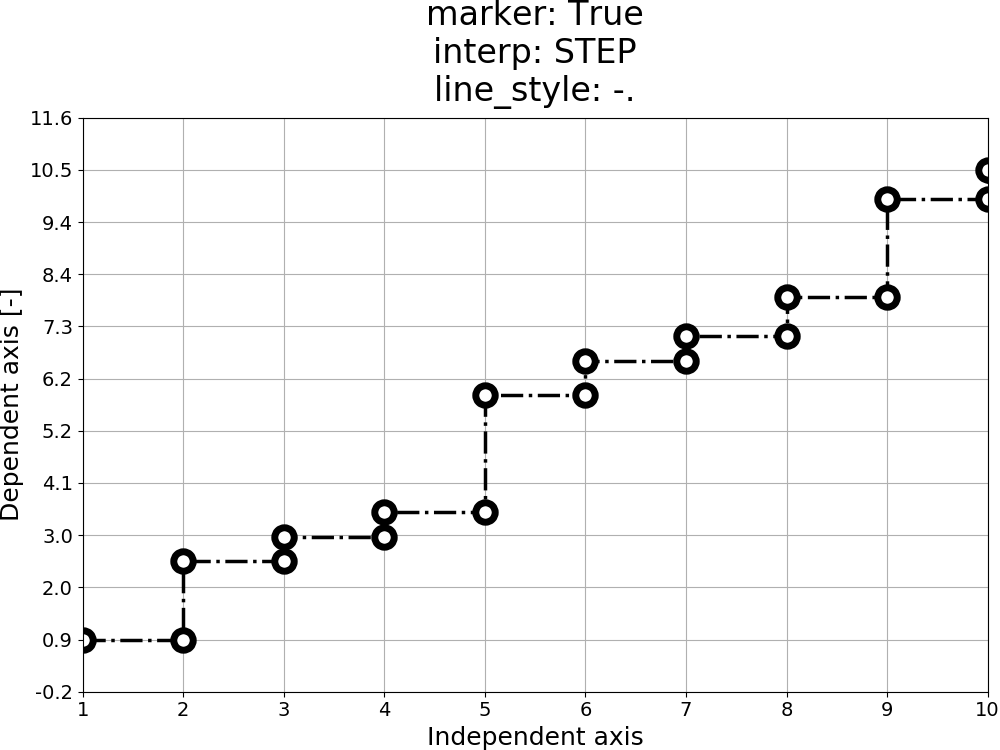 marker: True
interp: STEP
line_style: -.
11.6
10.5
9.4
8.4
7.3
6.2
5.2
4.1
3.0
2.0
0.9
-0.2
Dependent axis [-]
1 2 3 4 5 6 7 8 9 10
Independent axis